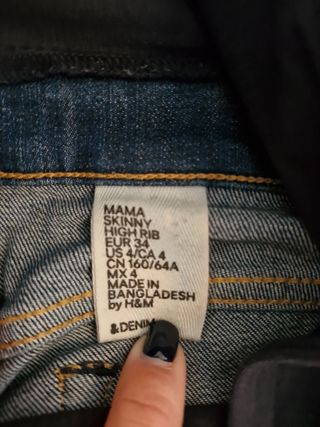 MAMA
SKINNY
HIGH RIB
EUR 34
US 4/CA 4
CN 160/64A
MX 4
MADE IN
BANGLADESH
by H&M
&DENIM